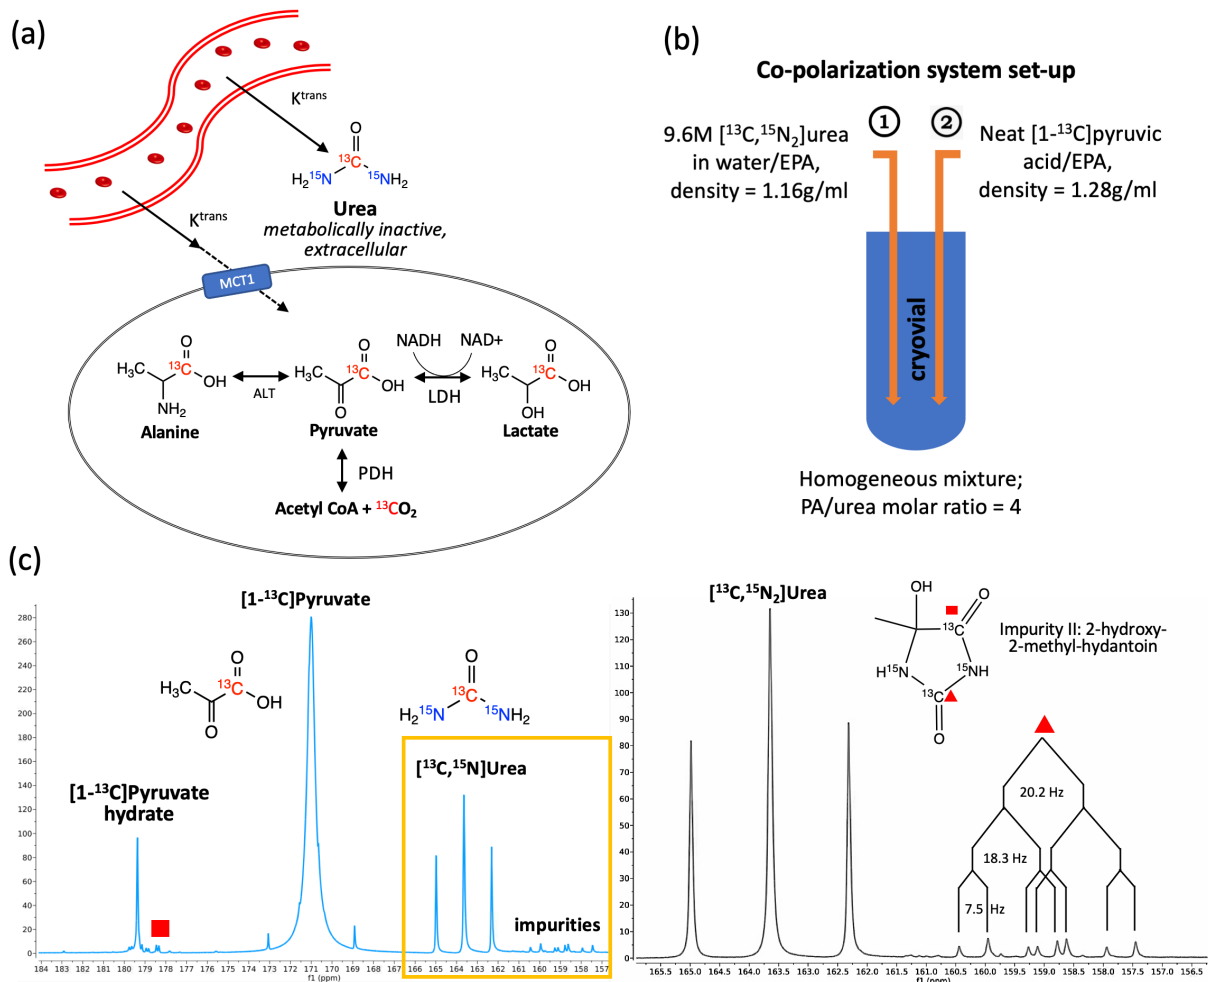 (a)
K^trans
O
13C
H2 15N
15NH2
Urea
metabolically inactive,
extracellular
K^trans
MCT1
O
H3C
13C
OH
NH2
Alanine
ALT
O
H3C
13C
OH
O
Pyruvate
NADH
NAD+
LDH
O
H3C
13C
OH
OH
Lactate
PDH
Acetyl CoA + 13CO2
(b)
Co-polarization system set-up
1
2
9.6M [13C,15N2]urea
in water/EPA,
density = 1.16g/ml
Neat [1-13C]pyruvic
acid/EPA,
density = 1.28g/ml
cryovial
Homogeneous mixture;
PA/urea molar ratio = 4
(c)
[1-13C]Pyruvate
O
H3C
13C
OH
O
O
13C
H2 15N
15NH2
[1-13C]Pyruvate
hydrate
[13C,15N]Urea
impurities
280
260
240
220
200
180
160
140
120
100
80
60
40
20
0
184 183 182 181 180 179 178 177 176 175 174 173 172 171 170 169 168 167 166 165 164 163 162 161 160 159 158 157
f1 (ppm)
[13C,15N2]Urea
OH
O
13C
H15N
15NH
13C
O
Impurity II: 2-hydroxy-
2-methyl-hydantoin
20.2 Hz
18.3 Hz
7.5 Hz
130
120
110
100
90
80
70
60
50
40
30
20
10
0
165.5 165.0 164.5 164.0 163.5 163.0 162.5 162.0 161.5 161.0 160.5 160.0 159.5 159.0 158.5 158.0 157.5 157.0 156.5
f1 (ppm)